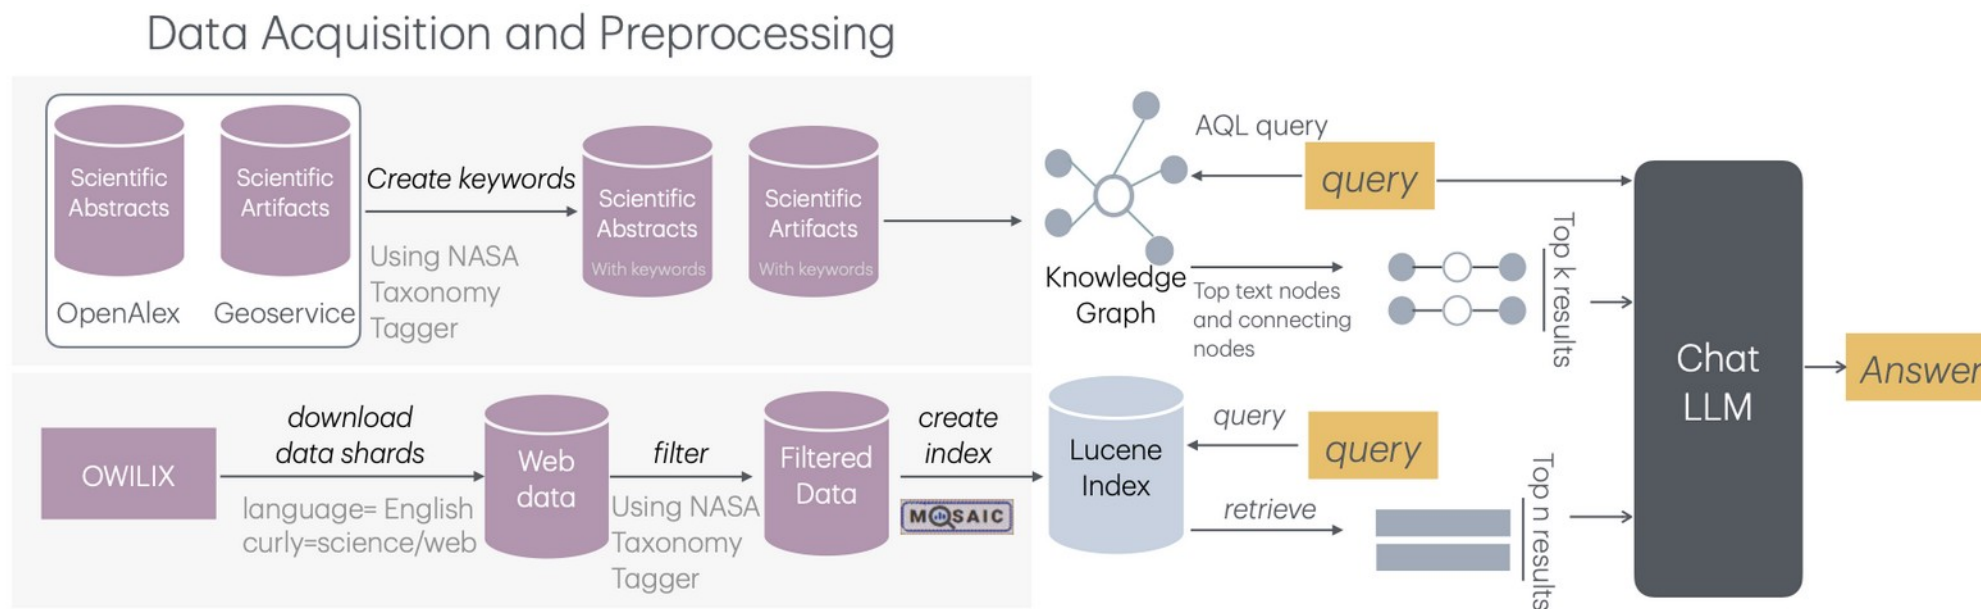 Data Acquisition and Preprocessing
Scientific
Abstracts
Scientific
Artifacts
OpenAlex
Geoservice
Create keywords
Using NASA
Taxonomy
Tagger
Scientific
Abstracts
With keywords
Scientific
Artifacts
With keywords
Knowledge
Graph
AQL query
query
Top text nodes
and connecting
nodes
Top k results
OWILIX
download
data shards
language= English
curly=science/web
Web
data
filter
Using NASA
Taxonomy
Tagger
Filtered
Data
create
index
MOSAIC
Lucene
Index
query
query
retrieve
Top n results
Chat
LLM
Answer